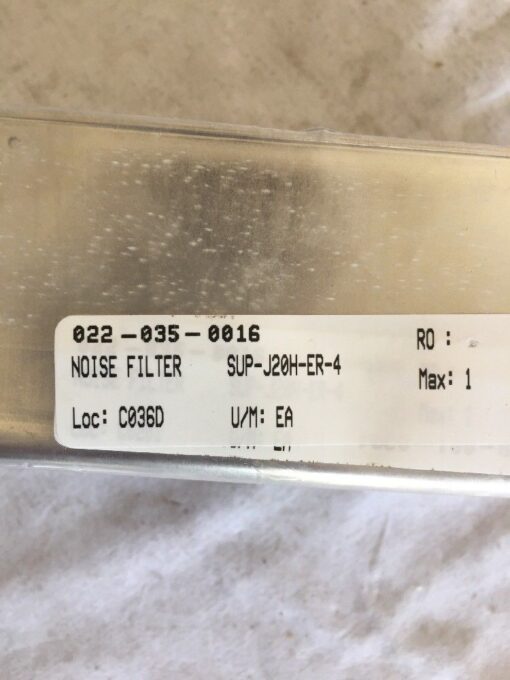 022-035-0016 RO :
NOISE FILTER SUP-J20H-ER-4 Max: 1
Loc: C036D U/M: EA